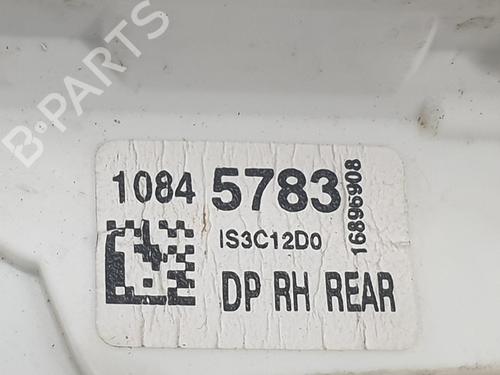 B-PARTS
1084 5783
16896908
IS3C12D0
DP RH REAR